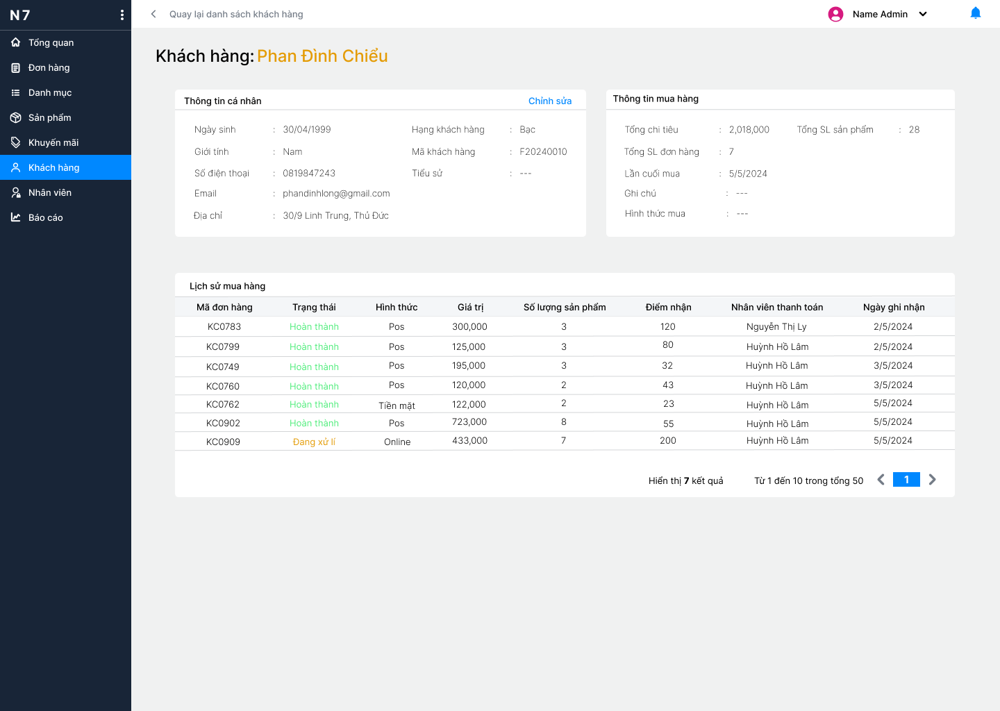 N7
Quay lại danh sách khách hàng
Name Admin
Tổng quan
Đơn hàng
Danh mục
Sản phẩm
Khuyến mãi
Khách hàng
Nhân viên
Báo cáo
Khách hàng: Phan Đình Chiểu
Thông tin cá nhân Chỉnh sửa
Ngày sinh : 30/04/1999 Hạng khách hàng : Bạc
Giới tính : Nam Mã khách hàng : F20240010
Số điện thoại : 0819847243 Tiểu sử : ---
Email : phandinhlong@gmail.com
Địa chỉ : 30/9 Linh Trung, Thủ Đức
Thông tin mua hàng
Tổng chi tiêu : 2,018,000 Tổng SL sản phẩm : 28
Tổng SL đơn hàng : 7
Lần cuối mua : 5/5/2024
Ghi chú : ---
Hình thức mua : ---
Lịch sử mua hàng
Mã đơn hàng Trạng thái Hình thức Giá trị Số lượng sản phẩm Điểm nhận Nhân viên thanh toán Ngày ghi nhận
KC0783 Hoàn thành Pos 300,000 3 120 Nguyễn Thị Ly 2/5/2024
KC0799 Hoàn thành Pos 125,000 3 80 Huỳnh Hồ Lâm 2/5/2024
KC0749 Hoàn thành Pos 195,000 3 32 Huỳnh Hồ Lâm 3/5/2024
KC0760 Hoàn thành Pos 120,000 2 43 Huỳnh Hồ Lâm 3/5/2024
KC0762 Hoàn thành Tiền mặt 122,000 2 23 Huỳnh Hồ Lâm 5/5/2024
KC0902 Hoàn thành Pos 723,000 8 55 Huỳnh Hồ Lâm 5/5/2024
KC0909 Đang xử lí Online 433,000 7 200 Huỳnh Hồ Lâm 5/5/2024
Hiển thị 7 kết quả Từ 1 đến 10 trong tổng 50 1